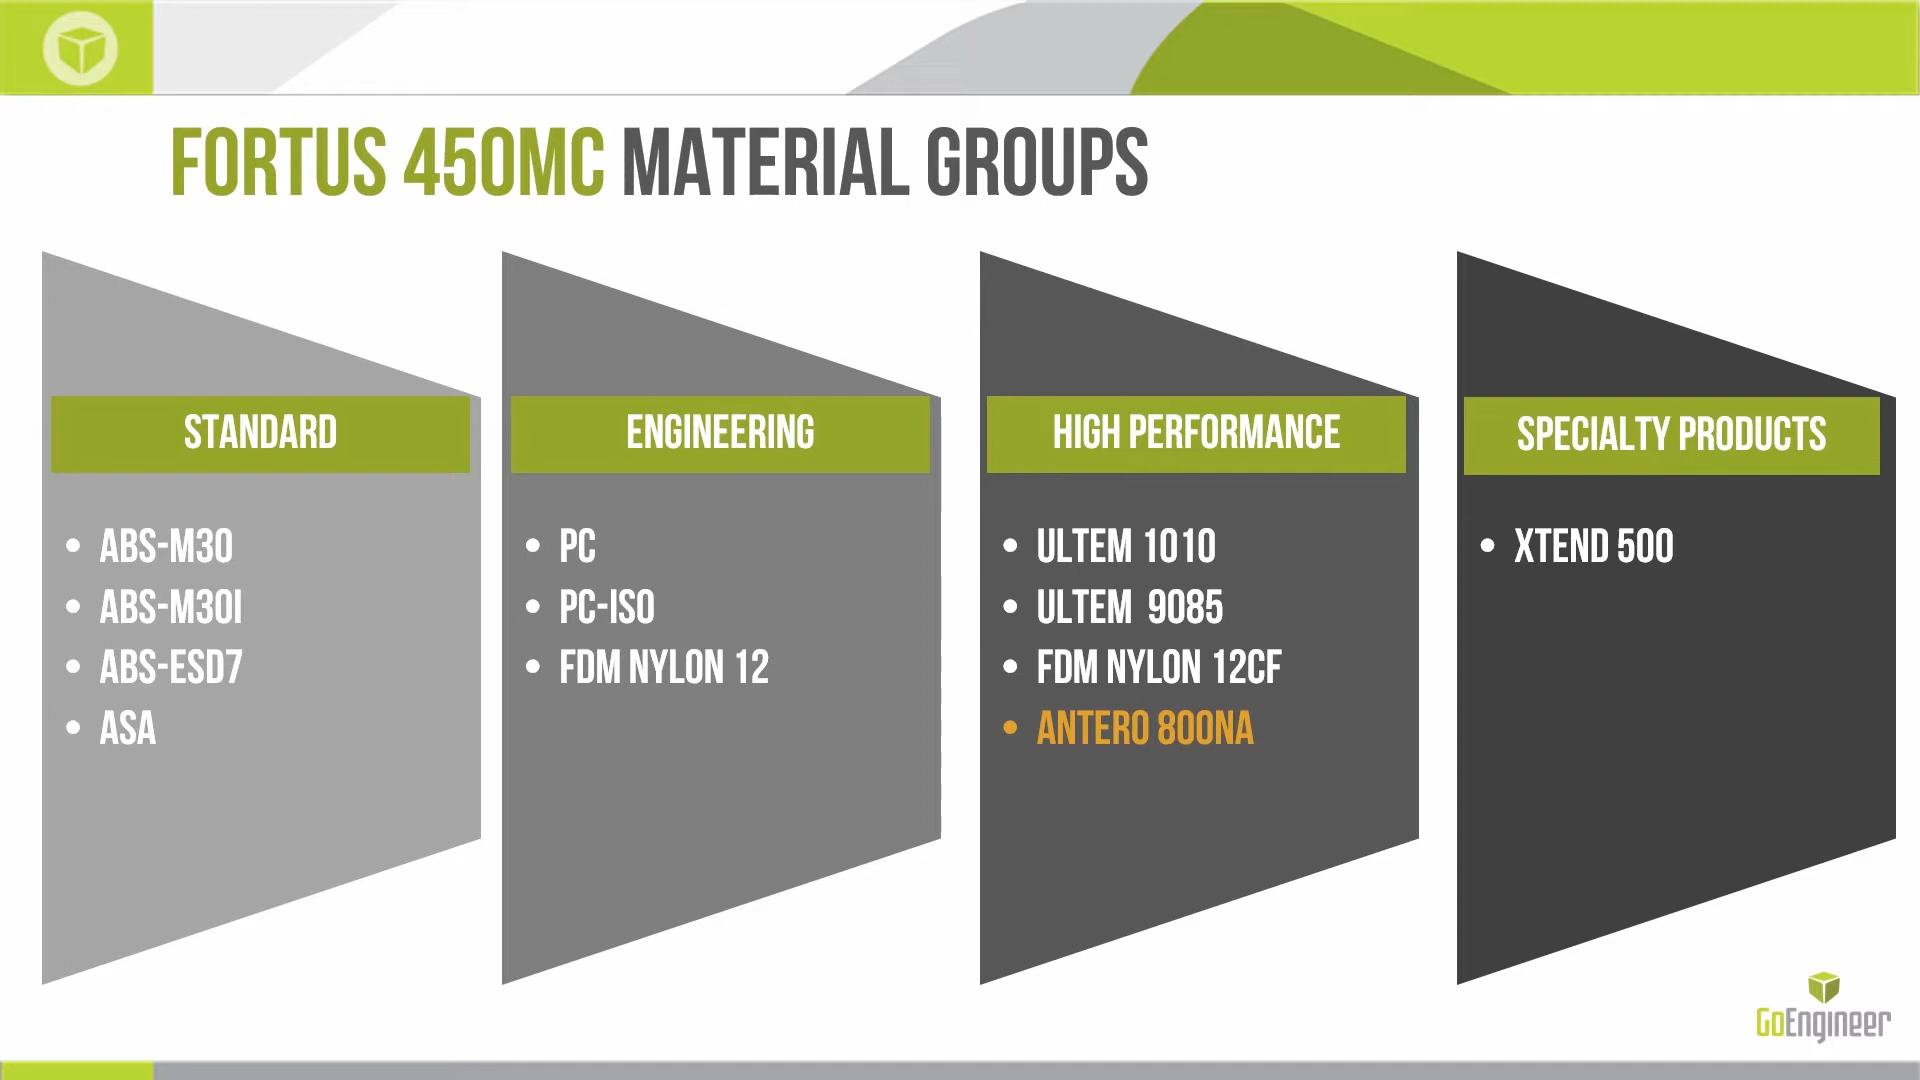 FORTUS 450MC MATERIAL GROUPS
STANDARD
• ABS-M30
• ABS-M30I
• ABS-ESD7
• ASA
ENGINEERING
• PC
• PC-ISO
• FDM NYLON 12
HIGH PERFORMANCE
• ULTEM 1010
• ULTEM 9085
• FDM NYLON 12CF
• ANTERO 800NA
SPECIALTY PRODUCTS
• XTEND 500
GoEngineer